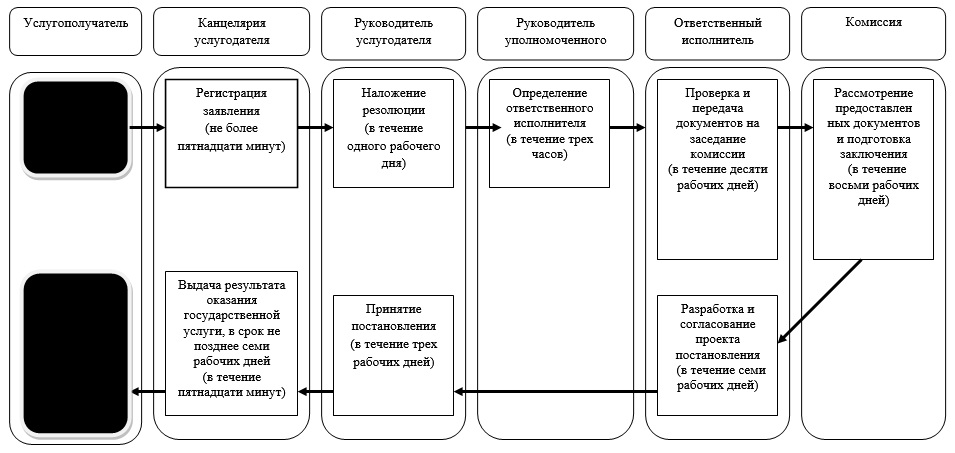 Услугополучатель
Канцелярия
услугодателя
Руководитель
услугодателя
Руководитель
уполномоченного
Ответственный
исполнитель
Комиссия
Регистрация
заявления
(не более
пятнадцати минут)
Наложение
резолюции
(в течение
одного рабочего
дня)
Определение
ответственного
исполнителя
(в течение трех
часов)
Проверка и
передача
документов на
заседание
комиссии
(в течение десяти
рабочих дней)
Рассмотрение
предоставлен
ных документов
и подготовка
заключения
(в течение
восьми рабочих
дней)
Выдача результата
оказания
государственной
услуги, в срок не
позднее семи
рабочих дней
(в течение
пятнадцати минут)
Принятие
постановления
(в течение трех
рабочих дней)
Разработка и
согласование
проекта
постановления
(в течение семи
рабочих дней)